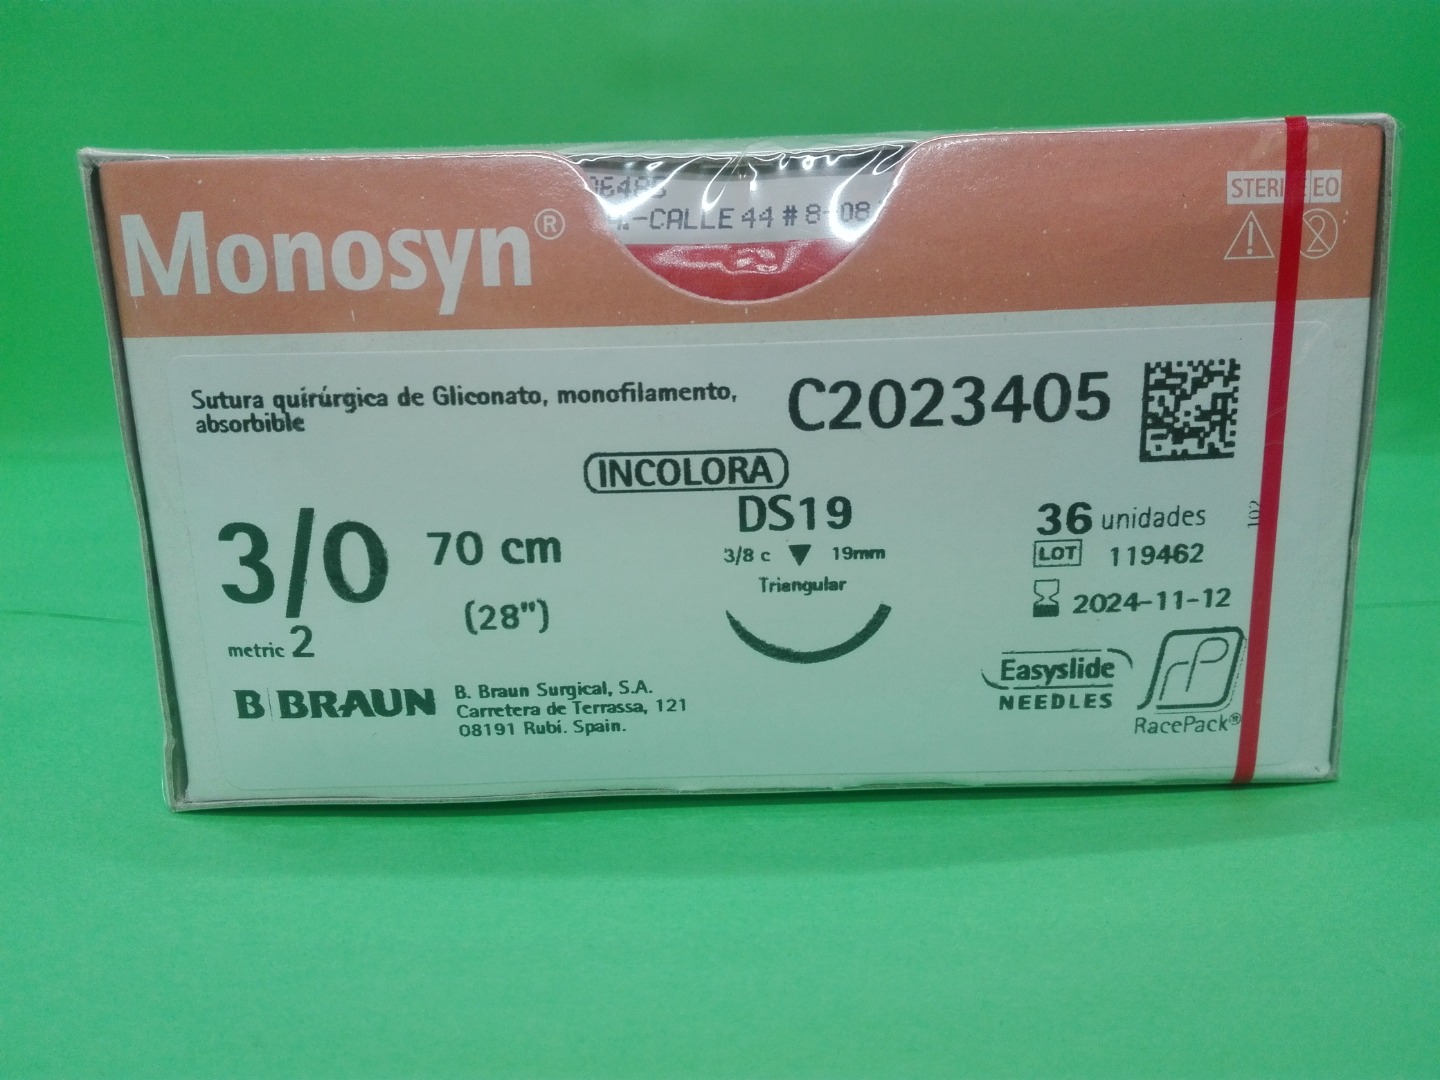 -CALLE 44 # 8-08
STERILE EO
Monosyn®
Sutura quirúrgica de Gliconato, monofilamento,
absorbible
C2023405
INCOLORA
DS19
3/8 c ▼ 19mm
Triangular
3/0
70 cm
(28")
metric 2
36 unidades
LOT 119462
2024-11-12
102
B|BRAUN
B. Braun Surgical, S.A.
Carretera de Terrassa, 121
08191 Rubí. Spain.
Easyslide
NEEDLES
RacePack®